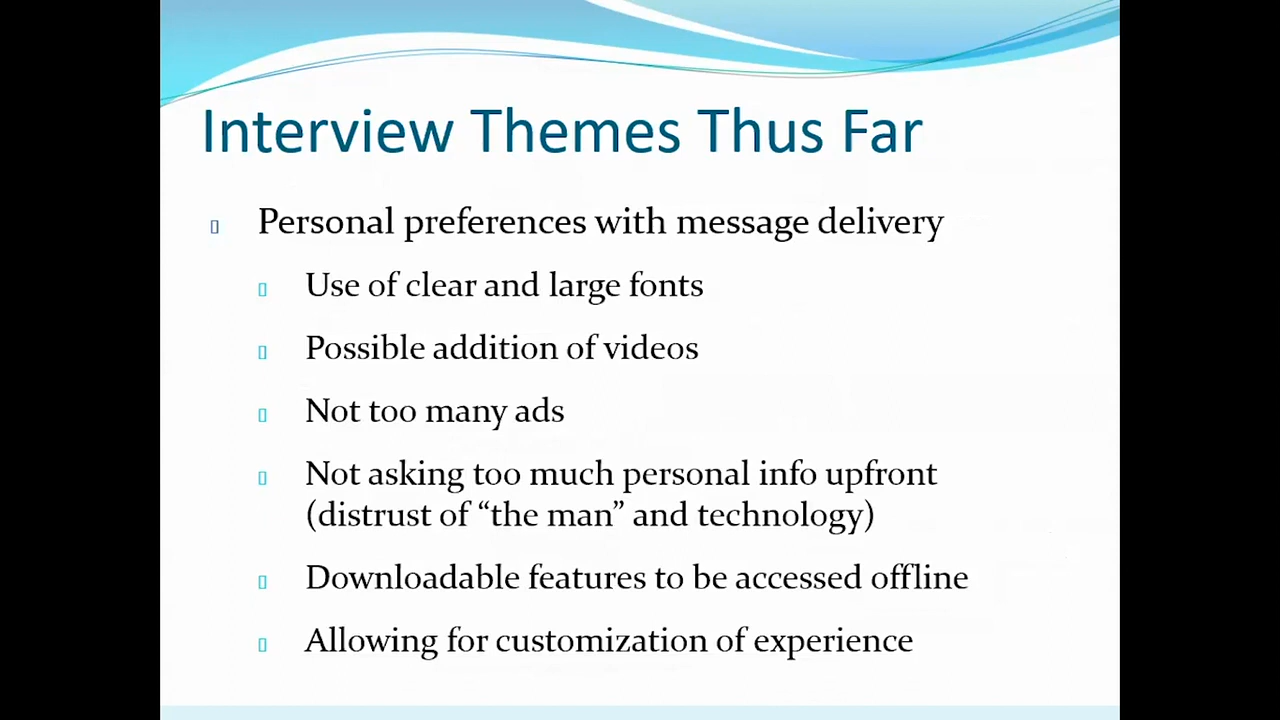 Interview Themes Thus Far
Personal preferences with message delivery
Use of clear and large fonts
Possible addition of videos
Not too many ads
Not asking too much personal info upfront
(distrust of “the man” and technology)
Downloadable features to be accessed offline
Allowing for customization of experience